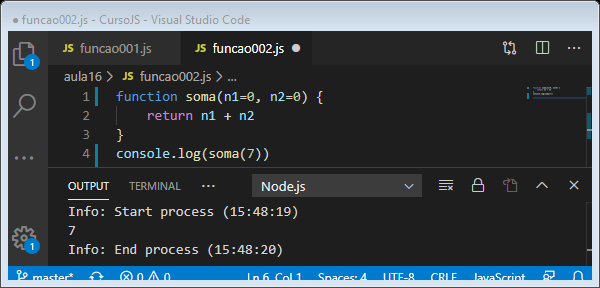 ● funcao002.js - CursoJS - Visual Studio Code
JS funcao001.js JS funcao002.js ●
aula16 > JS funcao002.js > ...
1 function soma(n1=0, n2=0) {
2 return n1 + n2
3 }
4 console.log(soma(7))
OUTPUT TERMINAL ... Node.js
Info: Start process (15:48:19)
7
Info: End process (15:48:20)
1
1
master* 0 0 Ln 6, Col 1 Spaces: 4 UTF-8 CRLF JavaScript